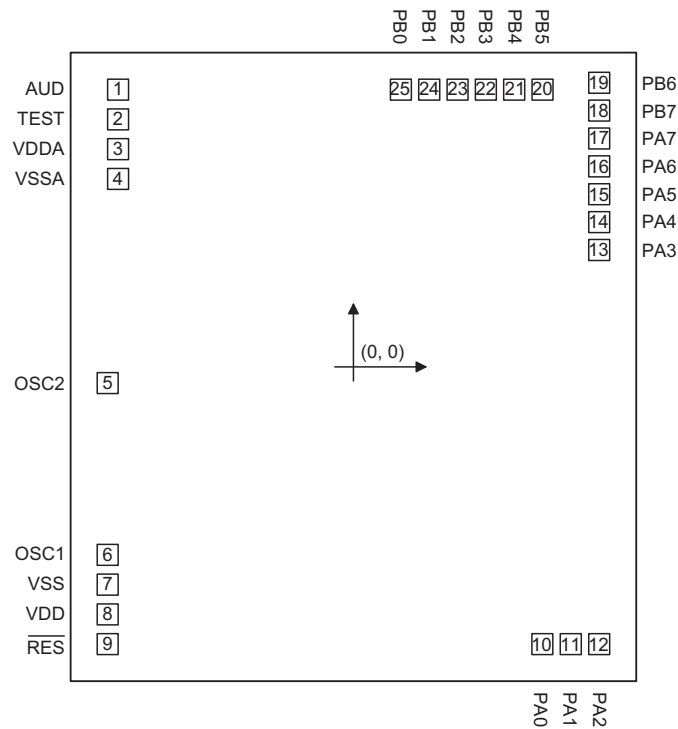 PB0 PB1 PB2 PB3 PB4 PB5
AUD 1 25 24 23 22 21 20 19 PB6
TEST 2 18 PB7
VDDA 3 17 PA7
VSSA 4 16 PA6
15 PA5
14 PA4
13 PA3
(0, 0)
OSC2 5
OSC1 6
VSS 7
VDD 8
RES 9 10 11 12
PA0 PA1 PA2